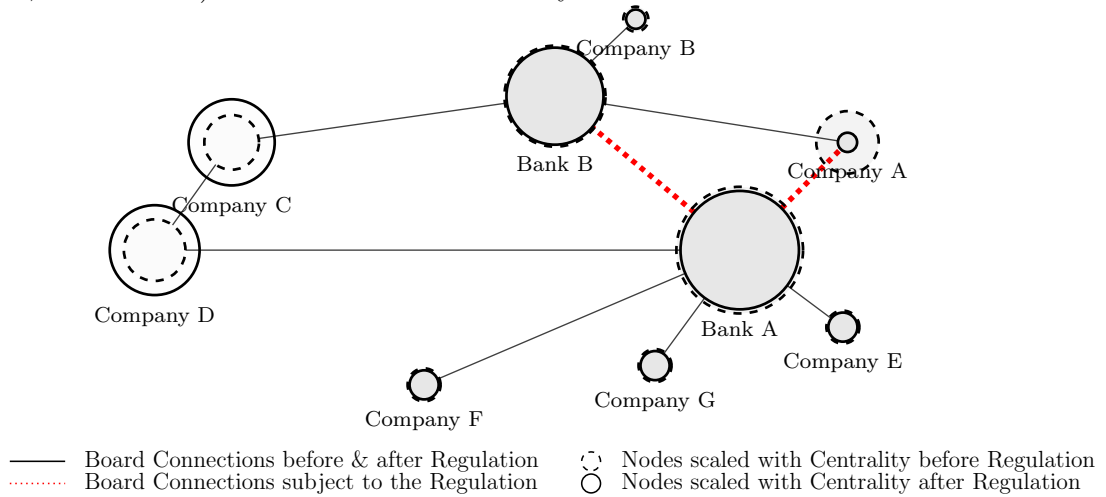 Company B
Bank B
Company A
Company C
Company D
Bank A
Company E
Company G
Company F
Board Connections before & after Regulation
Nodes scaled with Centrality before Regulation
Board Connections subject to the Regulation
Nodes scaled with Centrality after Regulation